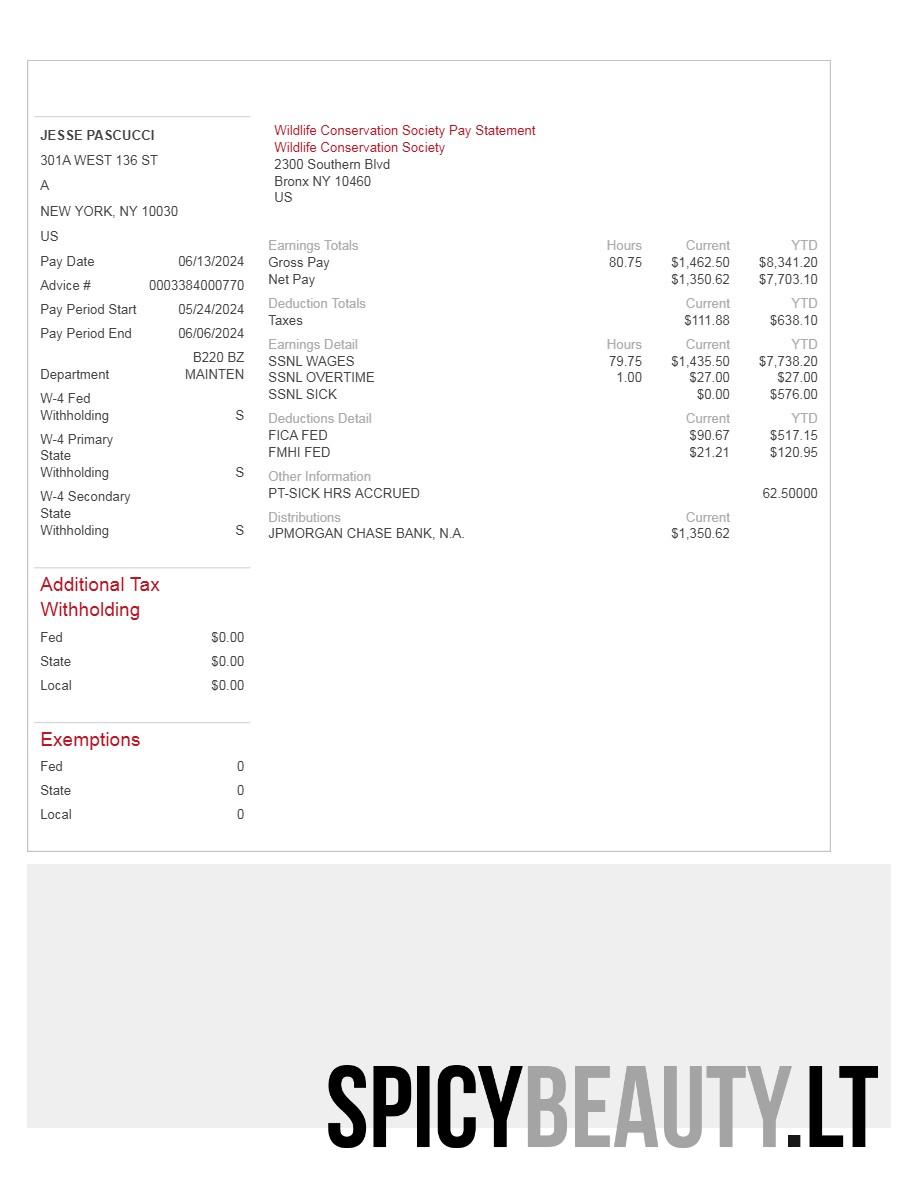 JESSE PASCUCCI
301A WEST 136 ST
A
NEW YORK, NY 10030
US
Pay Date 06/13/2024
Advice # 0003384000770
Pay Period Start 05/24/2024
Pay Period End 06/06/2024
B220 BZ
Department MAINTEN
W-4 Fed
Withholding S
W-4 Primary
State
Withholding S
W-4 Secondary
State
Withholding S
Additional Tax
Withholding
Fed $0.00
State $0.00
Local $0.00
Exemptions
Fed 0
State 0
Local 0
Wildlife Conservation Society Pay Statement
Wildlife Conservation Society
2300 Southern Blvd
Bronx NY 10460
US
Earnings Totals Hours Current YTD
Gross Pay 80.75 $1,462.50 $8,341.20
Net Pay $1,350.62 $7,703.10
Deduction Totals Current YTD
Taxes $111.88 $638.10
Earnings Detail Hours Current YTD
SSNL WAGES 79.75 $1,435.50 $7,738.20
SSNL OVERTIME 1.00 $27.00 $27.00
SSNL SICK $0.00 $576.00
Deductions Detail Current YTD
FICA FED $90.67 $517.15
FMHI FED $21.21 $120.95
Other Information
PT-SICK HRS ACCRUED 62.50000
Distributions Current
JPMORGAN CHASE BANK, N.A. $1,350.62
SPICYBEAUTY.LT